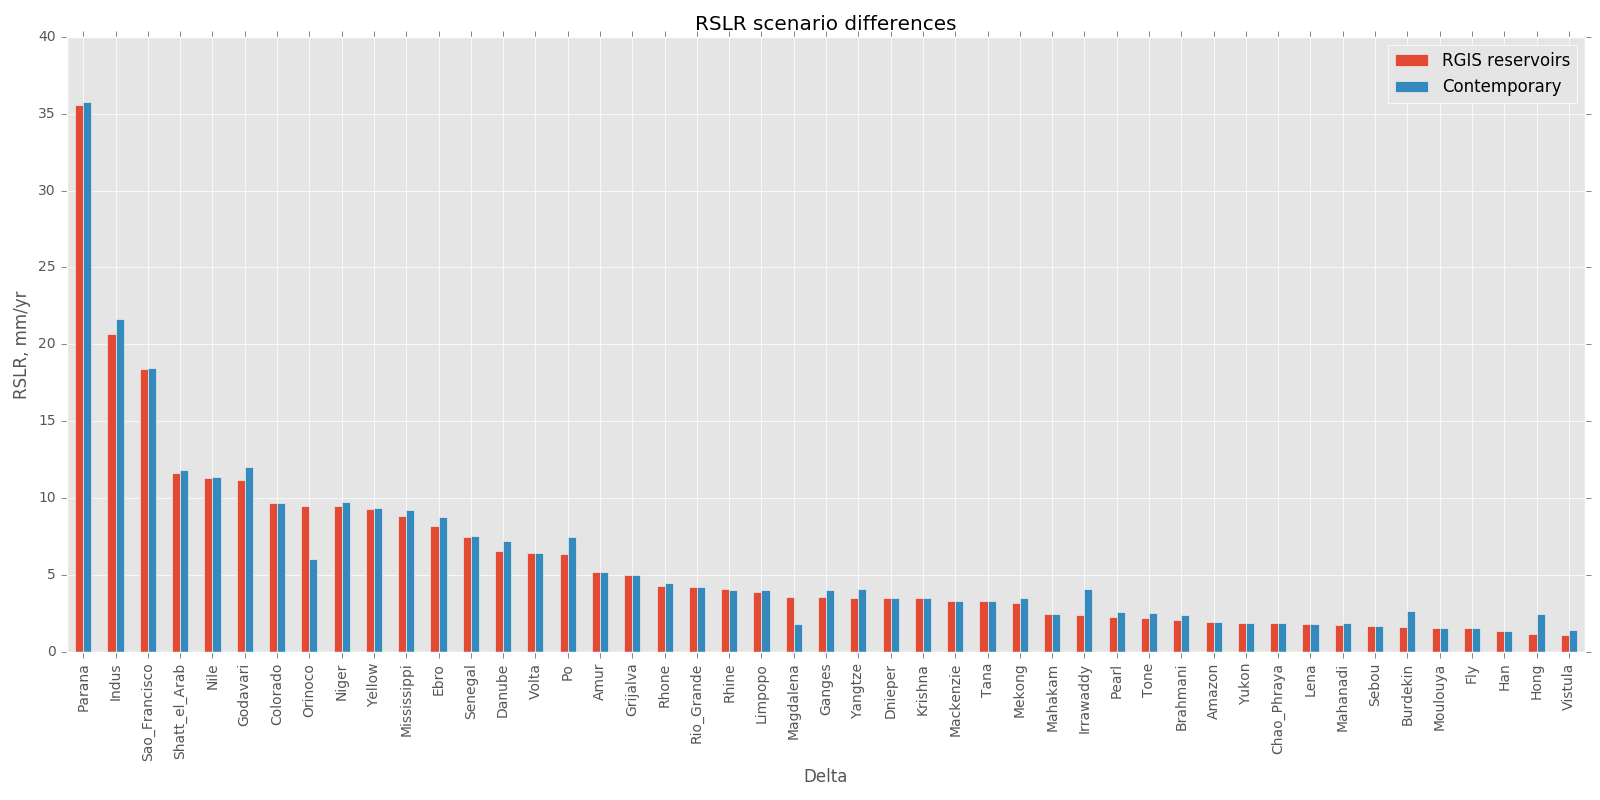 RSLR scenario differences
RGIS reservoirs
Contemporary
RSLR, mm/yr
40
35
30
25
20
15
10
5
0
Parana
Indus
Sao_Francisco
Shatt_el_Arab
Nile
Godavari
Colorado
Orinoco
Niger
Yellow
Mississippi
Ebro
Senegal
Danube
Volta
Po
Amur
Grijalva
Rhone
Rio_Grande
Rhine
Limpopo
Magdalena
Ganges
Yangtze
Dnieper
Krishna
Mackenzie
Tana
Mekong
Mahakam
Irrawaddy
Pearl
Tone
Brahmani
Amazon
Yukon
Chao_Phraya
Lena
Mahanadi
Sebou
Burdekin
Moulouya
Fly
Han
Hong
Vistula
Delta